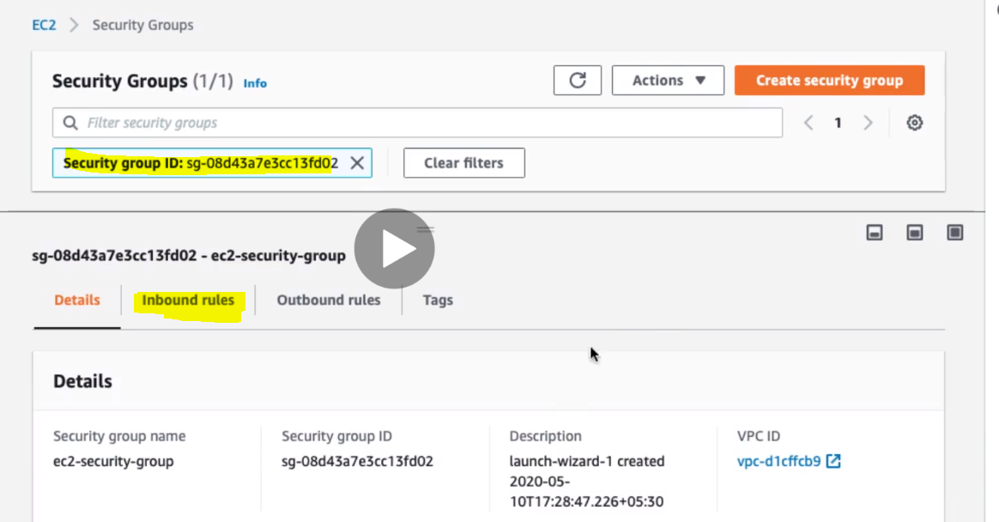 EC2 > Security Groups
Security Groups (1/1) Info
Actions ▼ Create security group
Filter security groups
< 1 >
Security group ID: sg-08d43a7e3cc13fd02 × Clear filters
sg-08d43a7e3cc13fd02 - ec2-security-group
Details Inbound rules Outbound rules Tags
Details
Security group name Security group ID Description VPC ID
ec2-security-group sg-08d43a7e3cc13fd02 launch-wizard-1 created vpc-d1cffcb9
2020-05-
10T17:28:47.226+05:30